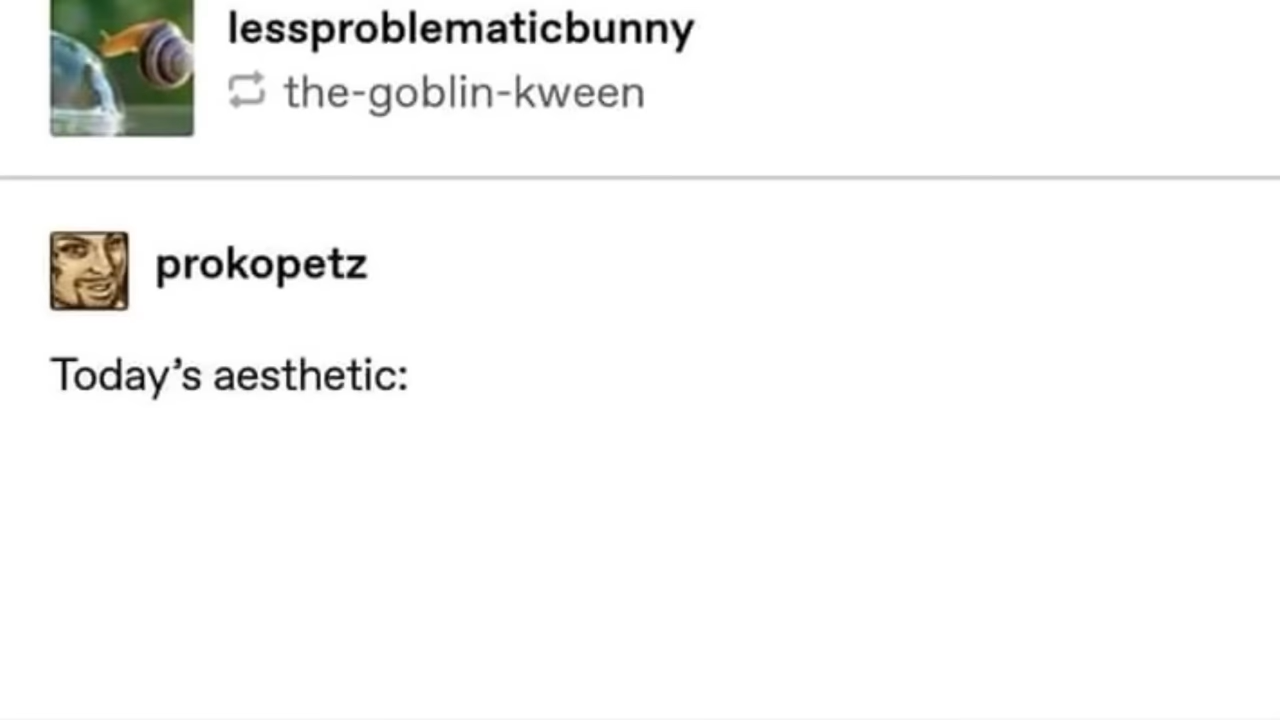 lessproblematicbunny
the-goblin-kween
prokopetz
Today’s aesthetic: